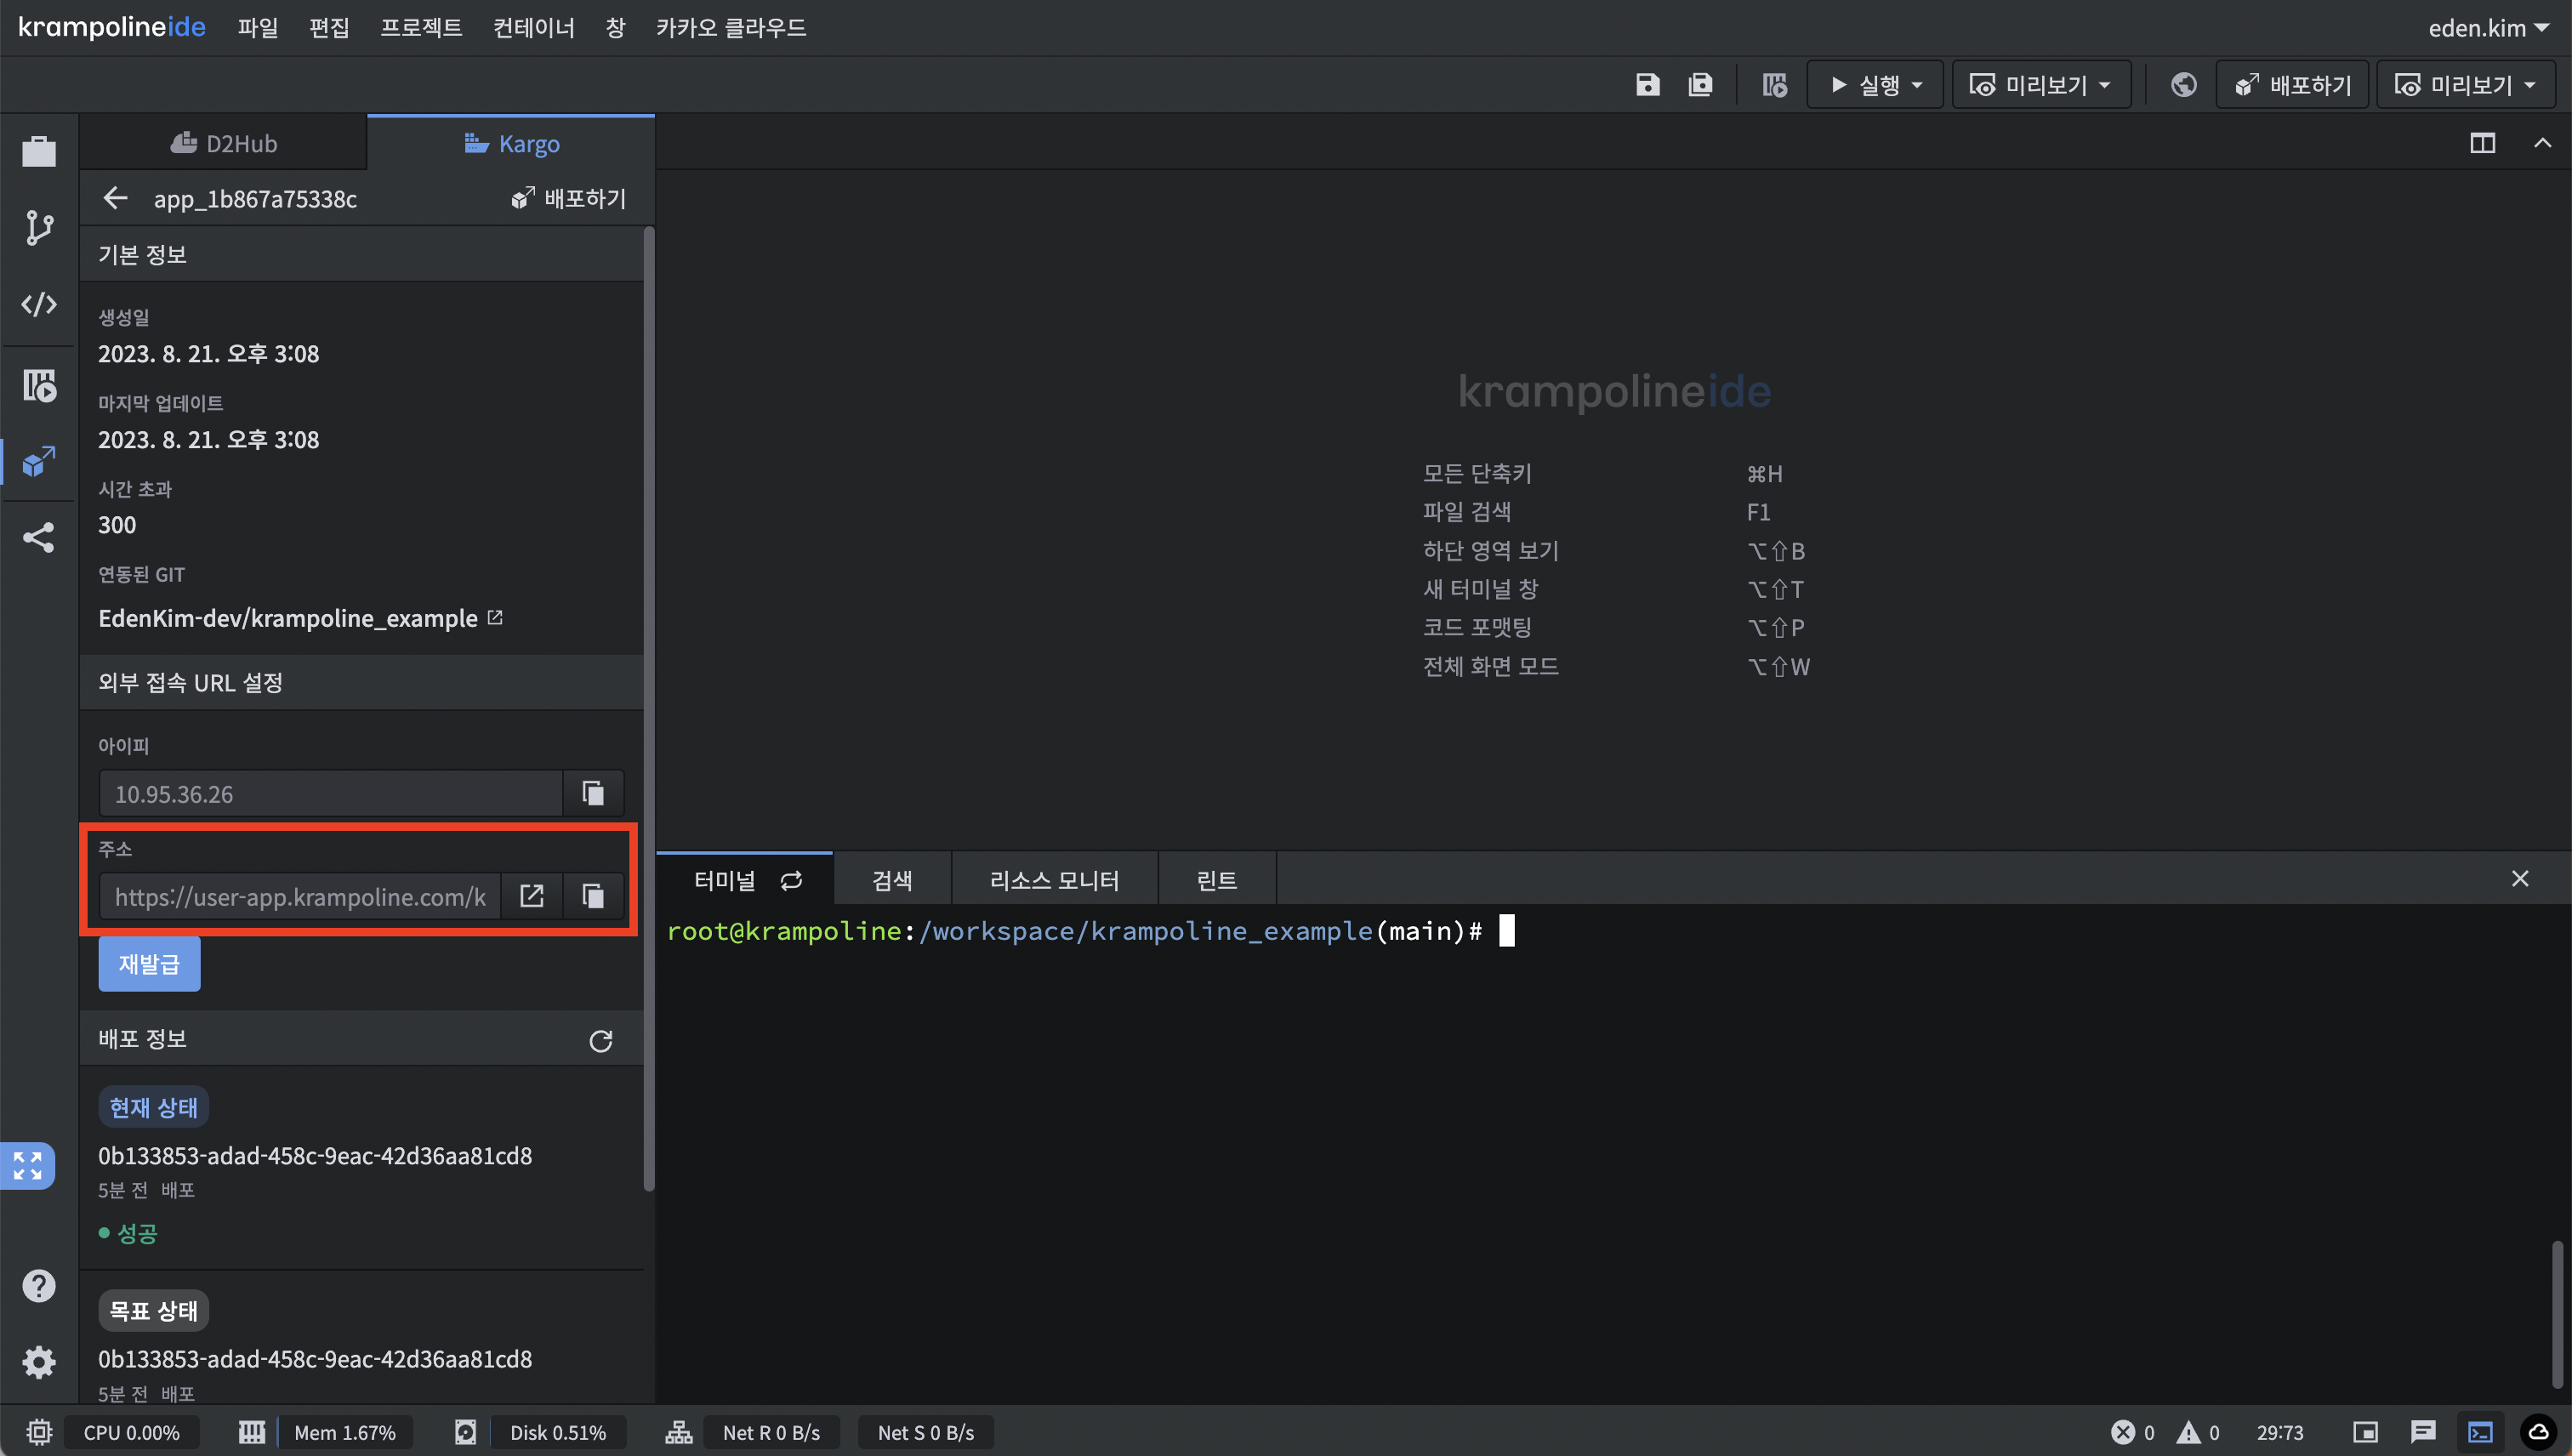 krampolineide 파일 편집 프로젝트 컨테이너 창 카카오 클라우드 eden.kim
실행 미리보기 배포하기 미리보기
D2Hub Kargo
app_1b867a75338c 배포하기
기본 정보
생성일
2023. 8. 21. 오후 3:08
마지막 업데이트
2023. 8. 21. 오후 3:08
시간 초과
300
연동된 GIT
EdenKim-dev/krampoline_example
외부 접속 URL 설정
아이피
10.95.36.26
주소
https://user-app.krampoline.com/k
재발급
배포 정보
현재 상태
0b133853-adad-458c-9eac-42d36aa81cd8
5분 전 배포
성공
목표 상태
0b133853-adad-458c-9eac-42d36aa81cd8
5분 전 배포
krampolineide
모든 단축키 ⌘H
파일 검색 F1
하단 영역 보기 ⌥⇧B
새 터미널 창 ⌥⇧T
코드 포맷팅 ⌥⇧P
전체 화면 모드 ⌥⇧W
터미널 검색 리소스 모니터 린트
root@krampoline:/workspace/krampoline_example(main)#
CPU 0.00% Mem 1.67% Disk 0.51% Net R 0 B/s Net S 0 B/s 0 0 29:73